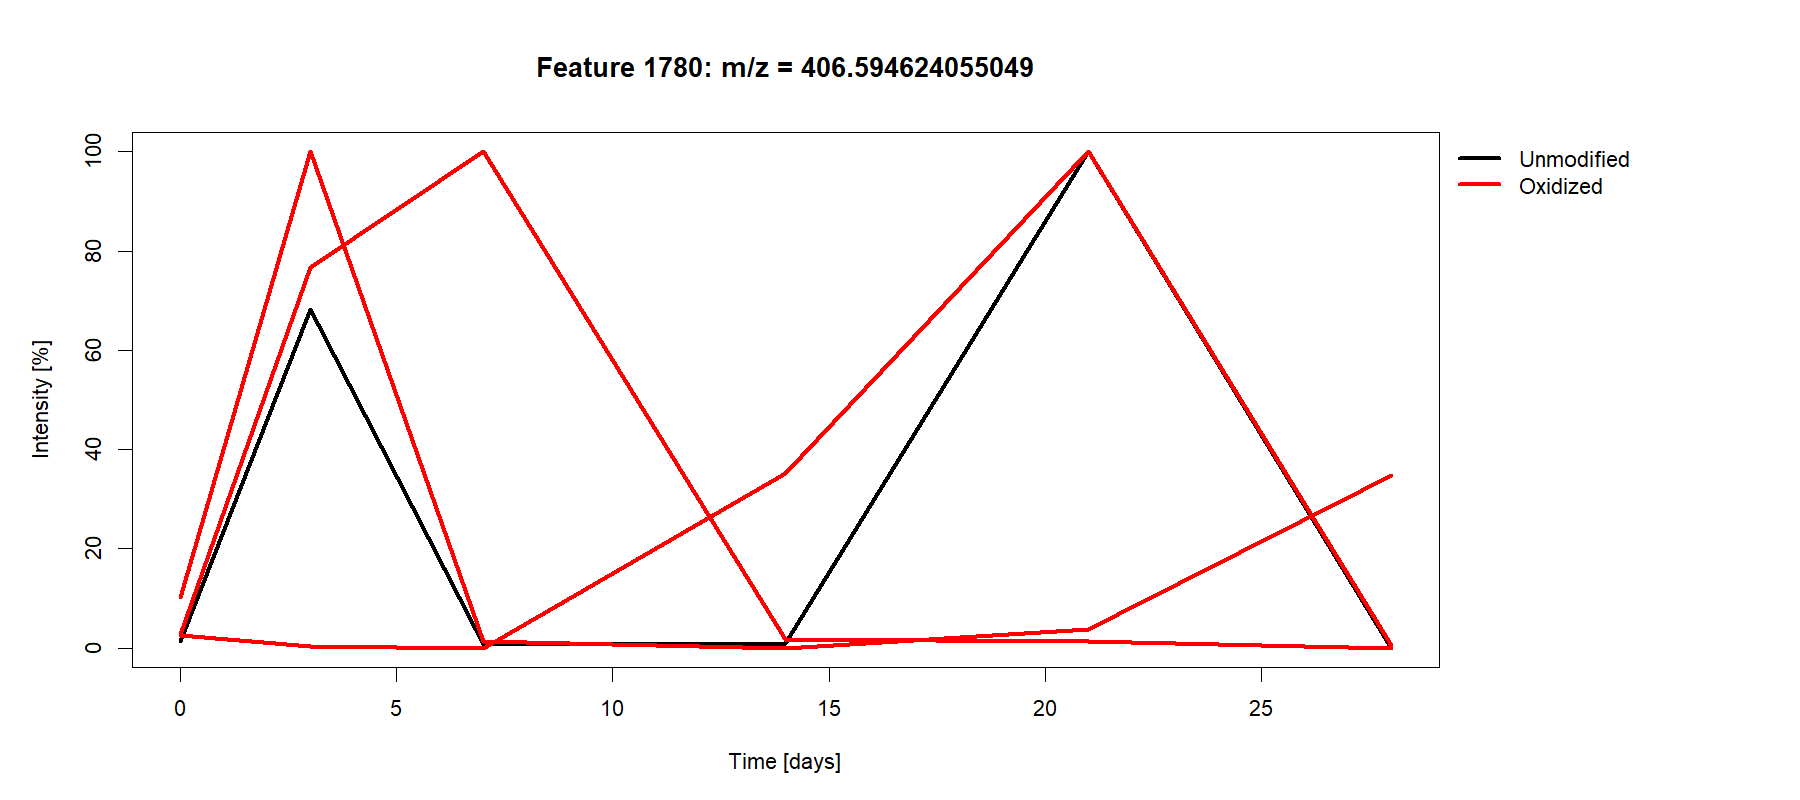 Feature 1780: m/z = 406.594624055049
Unmodified
Oxidized
Intensity [%]
100
80
60
40
20
0
0 5 10 15 20 25
Time [days]